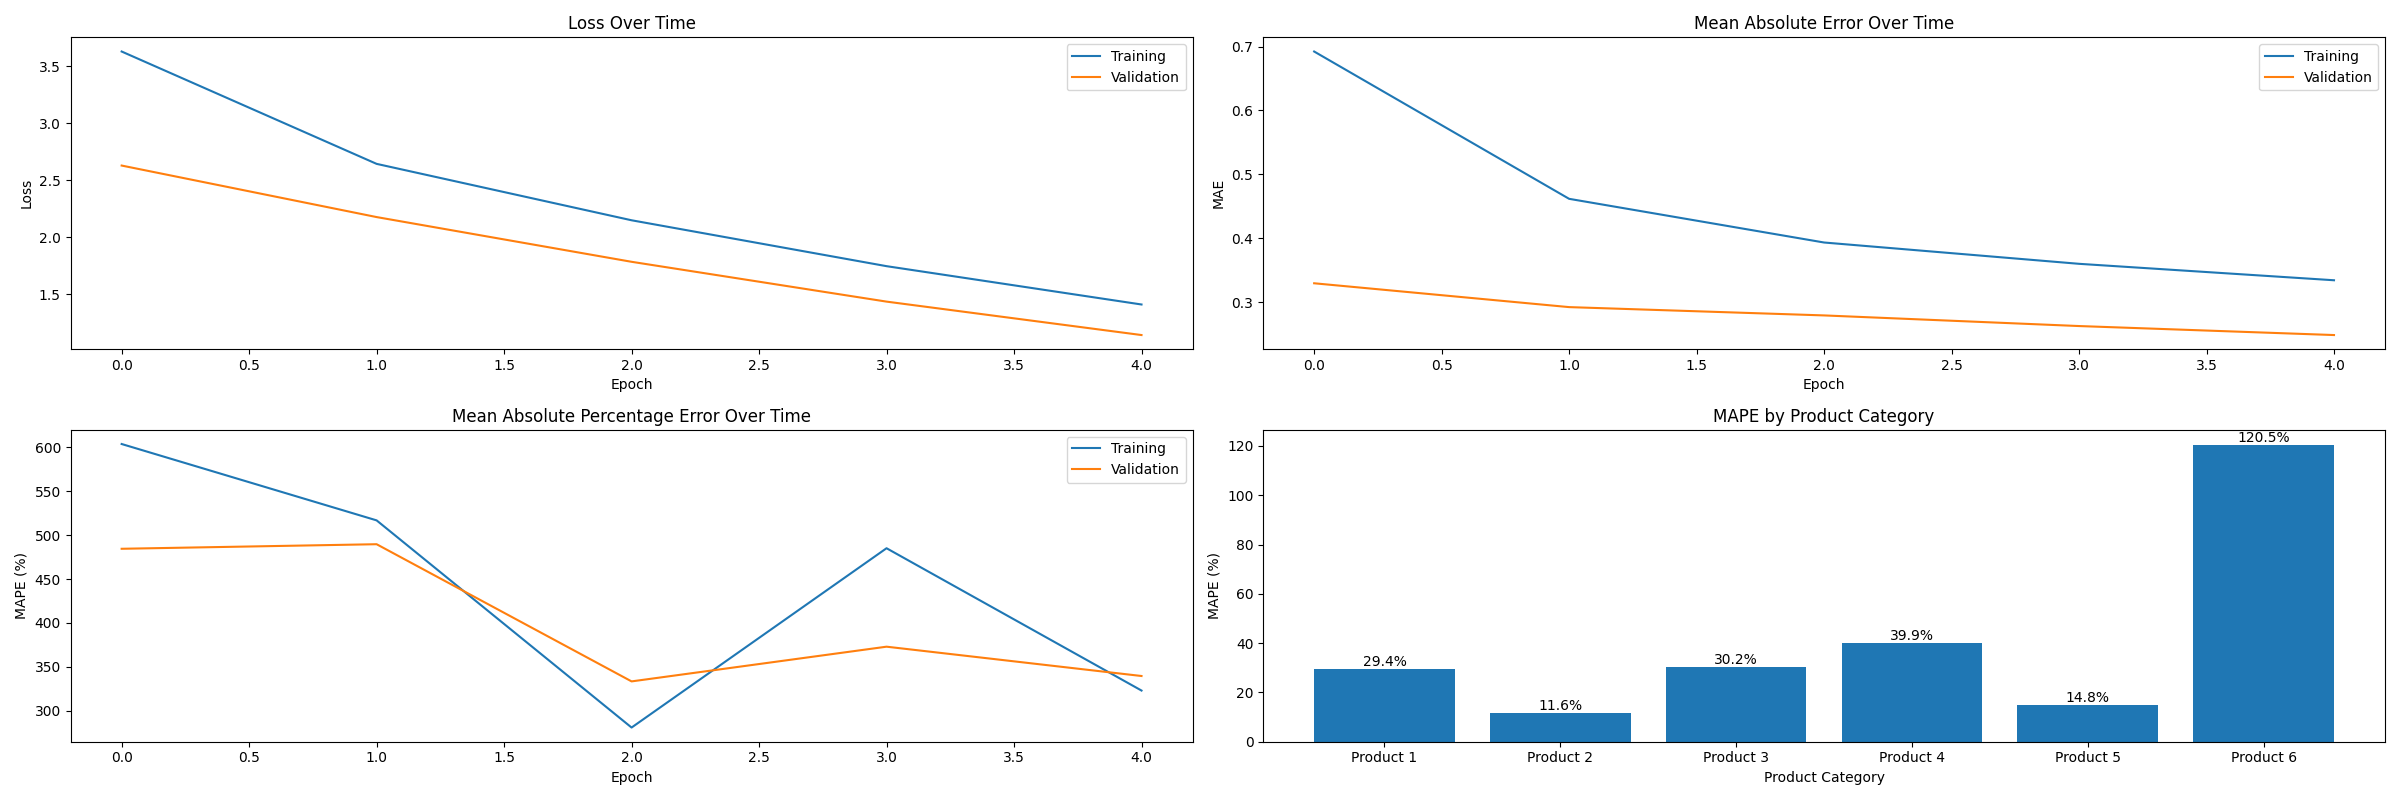 Loss Over Time
3.5
3.0
2.5
2.0
1.5
Loss
0.0 0.5 1.0 1.5 2.0 2.5 3.0 3.5 4.0
Epoch
Training
Validation
Mean Absolute Error Over Time
0.7
0.6
0.5
0.4
0.3
MAE
0.0 0.5 1.0 1.5 2.0 2.5 3.0 3.5 4.0
Epoch
Training
Validation
Mean Absolute Percentage Error Over Time
600
550
500
450
400
350
300
MAPE (%)
0.0 0.5 1.0 1.5 2.0 2.5 3.0 3.5 4.0
Epoch
Training
Validation
MAPE by Product Category
120
100
80
60
40
20
0
MAPE (%)
29.4%
11.6%
30.2%
39.9%
14.8%
120.5%
Product 1 Product 2 Product 3 Product 4 Product 5 Product 6
Product Category